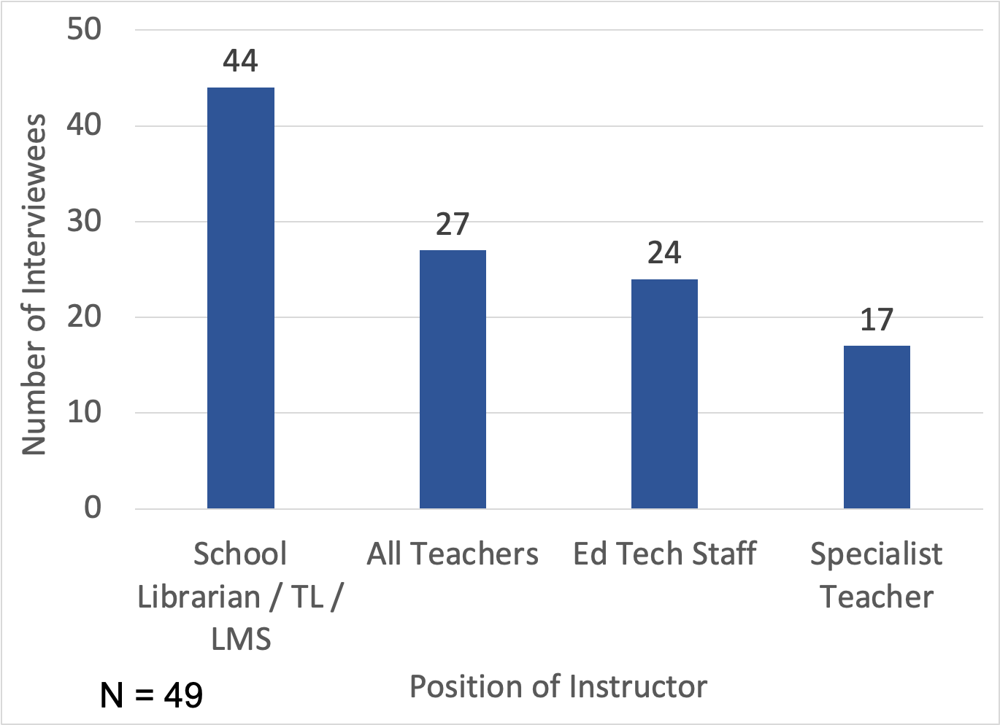 50
44
40
30
27
24
20
17
10
0
Number of Interviewees
School
Librarian / TL /
LMS
All Teachers
Ed Tech Staff
Specialist
Teacher
N = 49
Position of Instructor